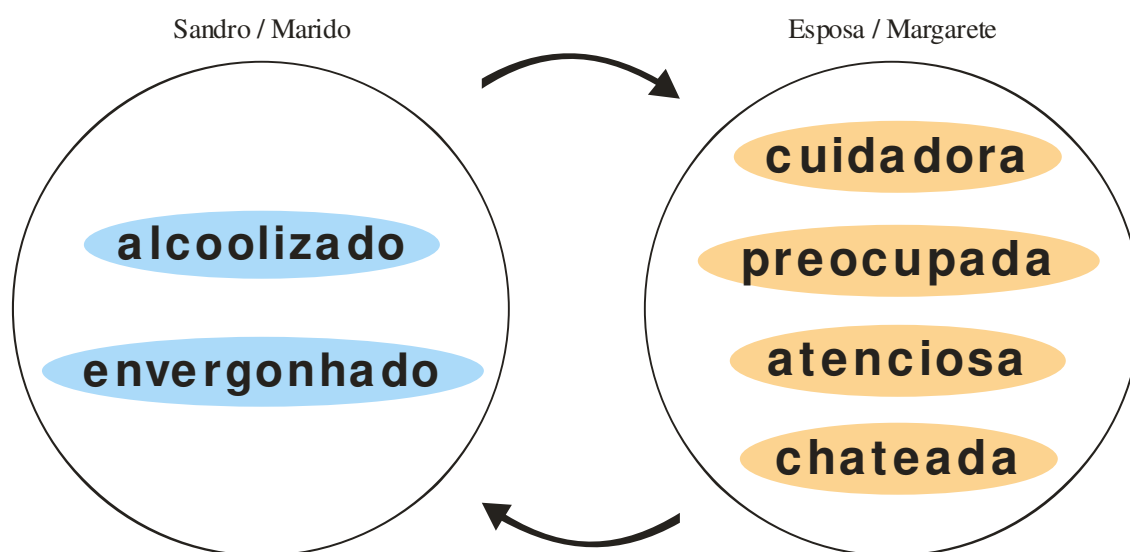 Sandro / Marido
alcoolizado
envergonhado
Esposa / Margarete
cuidadora
preocupada
atenciosa
chateada